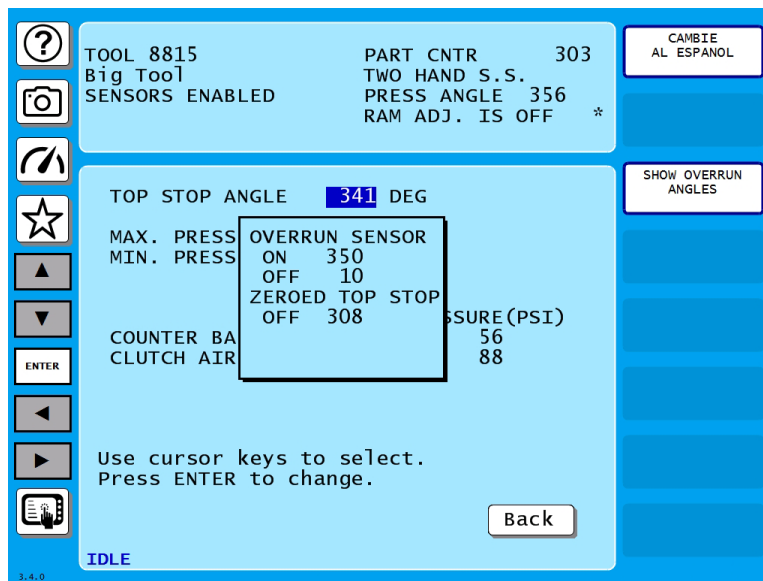 CAMBIE
AL ESPANOL
TOOL 8815 PART CNTR 303
Big Tool TWO HAND S.S.
SENSORS ENABLED PRESS ANGLE 356
RAM ADJ. IS OFF *
SHOW OVERRUN
ANGLES
TOP STOP ANGLE 341 DEG
MAX. PRESS
MIN. PRESS
OVERRUN SENSOR
ON 350
OFF 10
ZEROED TOP STOP
OFF 308
SSURE(PSI)
COUNTER BA 56
CLUTCH AIR 88
ENTER
Use cursor keys to select.
Press ENTER to change.
Back
IDLE
3.4.0